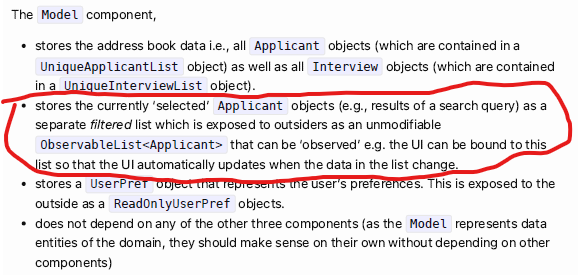 The Model component,
• stores the address book data i.e., all Applicant objects (which are contained in a
UniqueApplicantList object) as well as all Interview objects (which are contained
in a UniqueInterviewList object).
• stores the currently ‘selected’ Applicant objects (e.g., results of a search query) as a
separate filtered list which is exposed to outsiders as an unmodifiable
ObservableList<Applicant> that can be ‘observed’ e.g. the UI can be bound to this
list so that the UI automatically updates when the data in the list change.
• stores a UserPref object that represents the user’s preferences. This is exposed to the
outside as a ReadOnlyUserPref objects.
• does not depend on any of the other three components (as the Model represents data
entities of the domain, they should make sense on their own without depending on other
components)